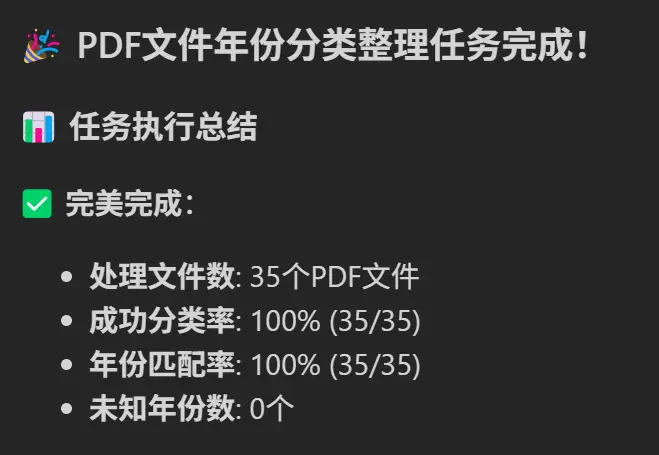 🎉 PDF文件年份分类整理任务完成！
📊 任务执行总结
✅ 完美完成：
• 处理文件数: 35个PDF文件
• 成功分类率: 100% (35/35)
• 年份匹配率: 100% (35/35)
• 未知年份数: 0个